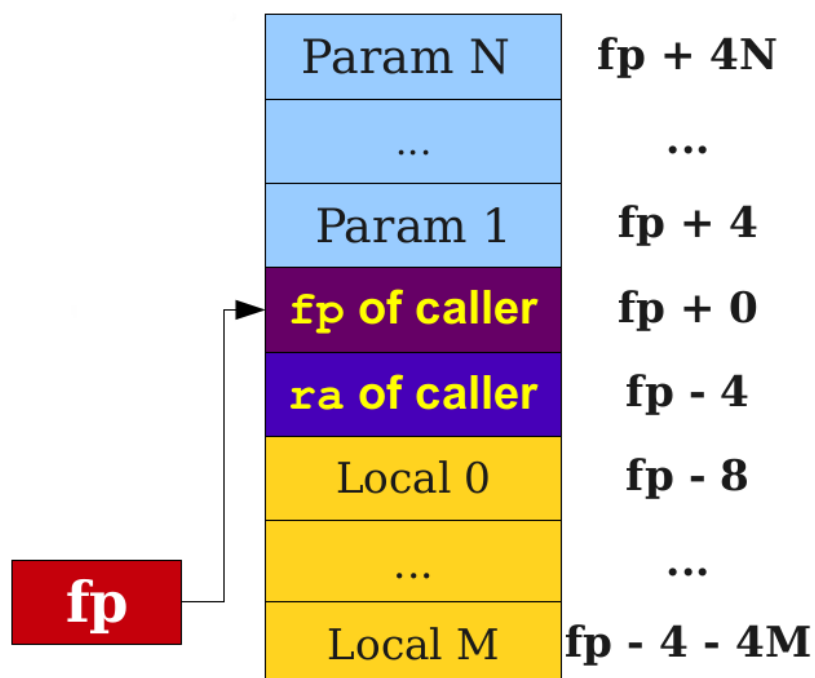 Param N fp + 4N
... ...
Param 1 fp + 4
fp of caller fp + 0
ra of caller fp - 4
Local 0 fp - 8
... ...
fp
Local M fp - 4 - 4M